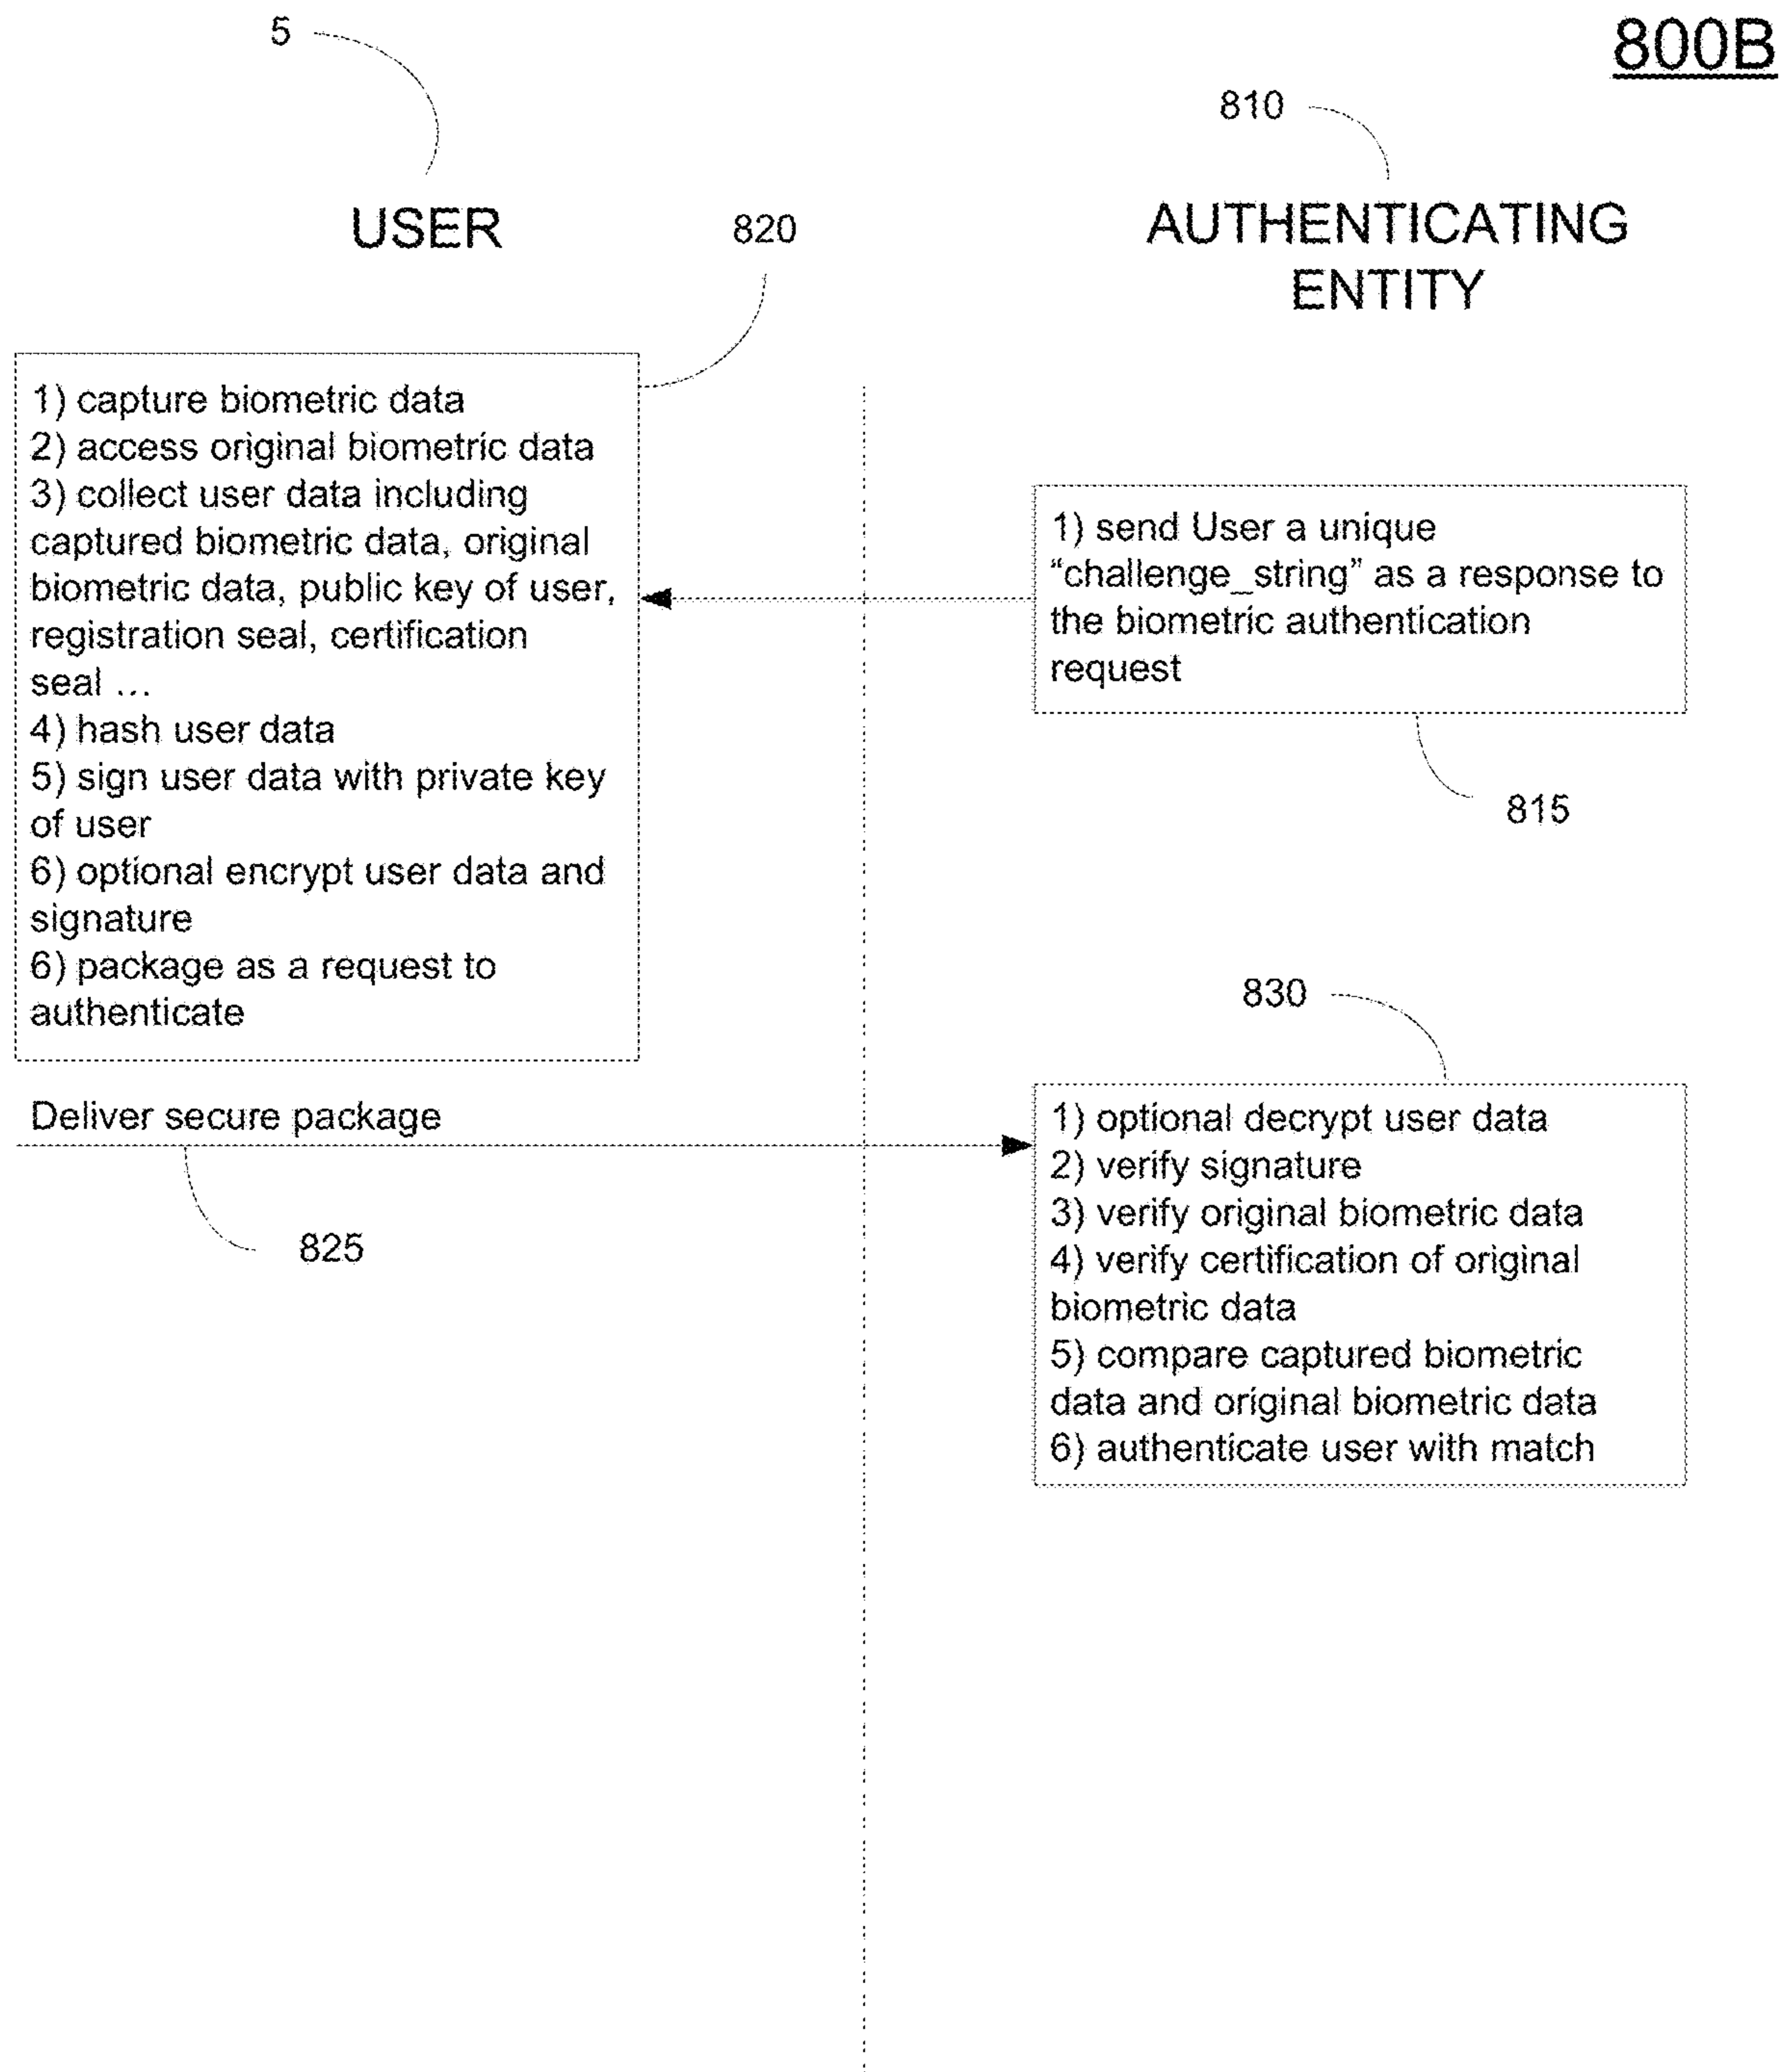 5
800B
810
USER
820
AUTHENTICATING
ENTITY
1) capture biometric data
2) access original biometric data
3) collect user data including
captured biometric data, original
biometric data, public key of user,
registration seal, certification
seal ...
4) hash user data
5) sign user data with private key
of user
6) optional encrypt user data and
signature
6) package as a request to
authenticate
1) send User a unique
“challenge_string” as a response to
the biometric authentication
request
815
Deliver secure package
825
830
1) optional decrypt user data
2) verify signature
3) verify original biometric data
4) verify certification of original
biometric data
5) compare captured biometric
data and original biometric data
6) authenticate user with match